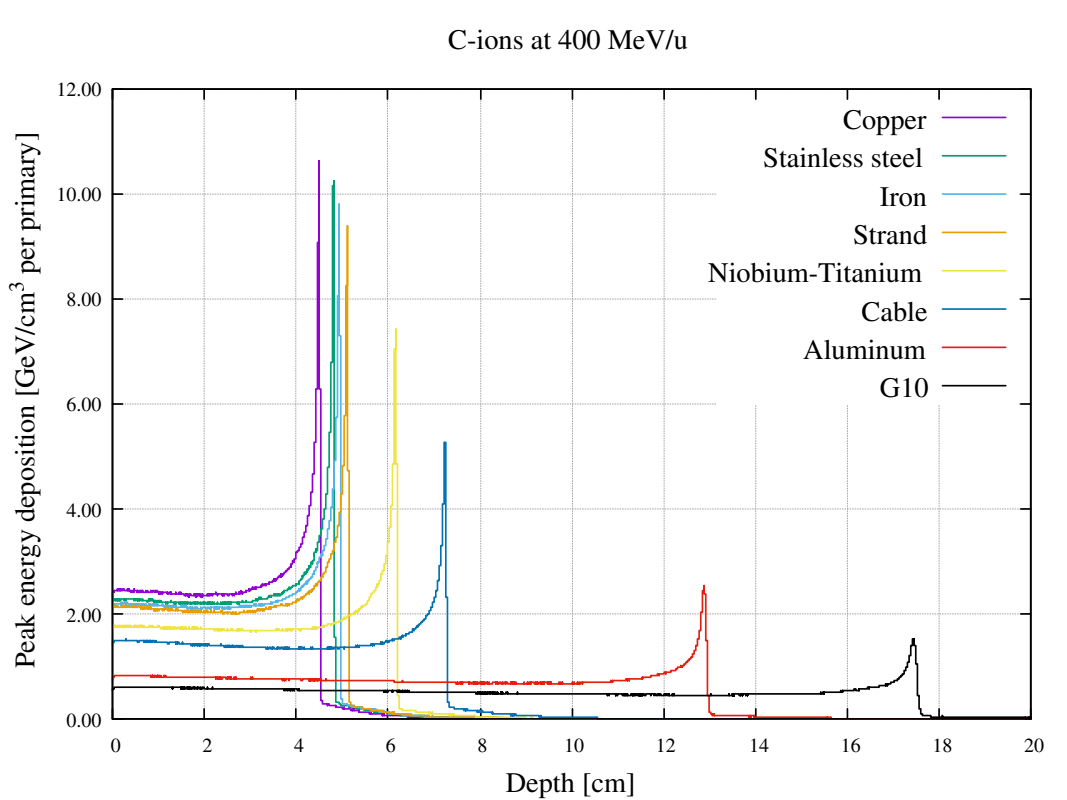 C-ions at 400 MeV/u
Peak energy deposition [GeV/cm³ per primary]
12.00
10.00
8.00
6.00
4.00
2.00
0.00
Copper
Stainless steel
Iron
Strand
Niobium-Titanium
Cable
Aluminum
G10
0 2 4 6 8 10 12 14 16 18 20
Depth [cm]